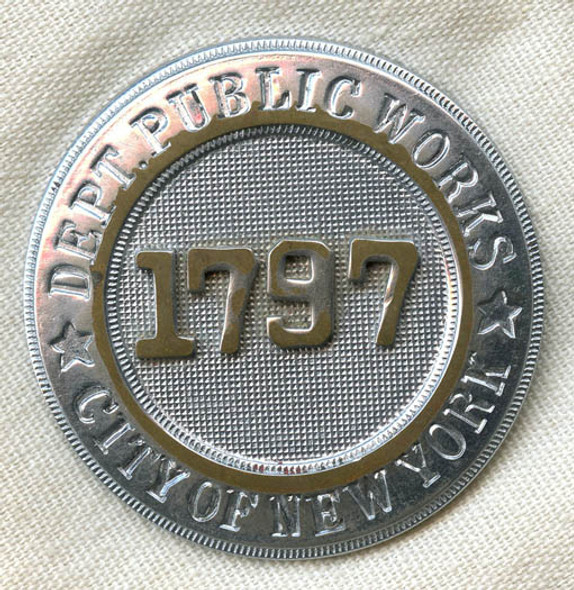 DEPT. PUBLIC WORKS
1797
CITY OF NEW YORK